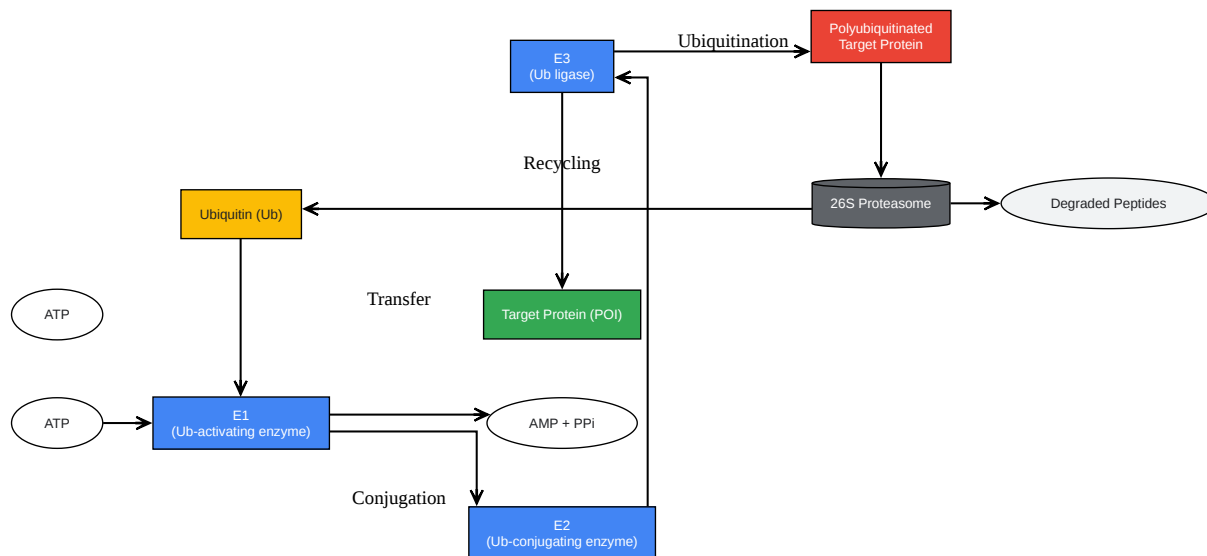 Polyubiquitinated
Target Protein
Ubiquitination
E3
(Ub ligase)
Recycling
Ubiquitin (Ub)
26S Proteasome
Degraded Peptides
Transfer
ATP
Target Protein (POI)
ATP
E1
(Ub-activating enzyme)
AMP + PPi
Conjugation
E2
(Ub-conjugating enzyme)